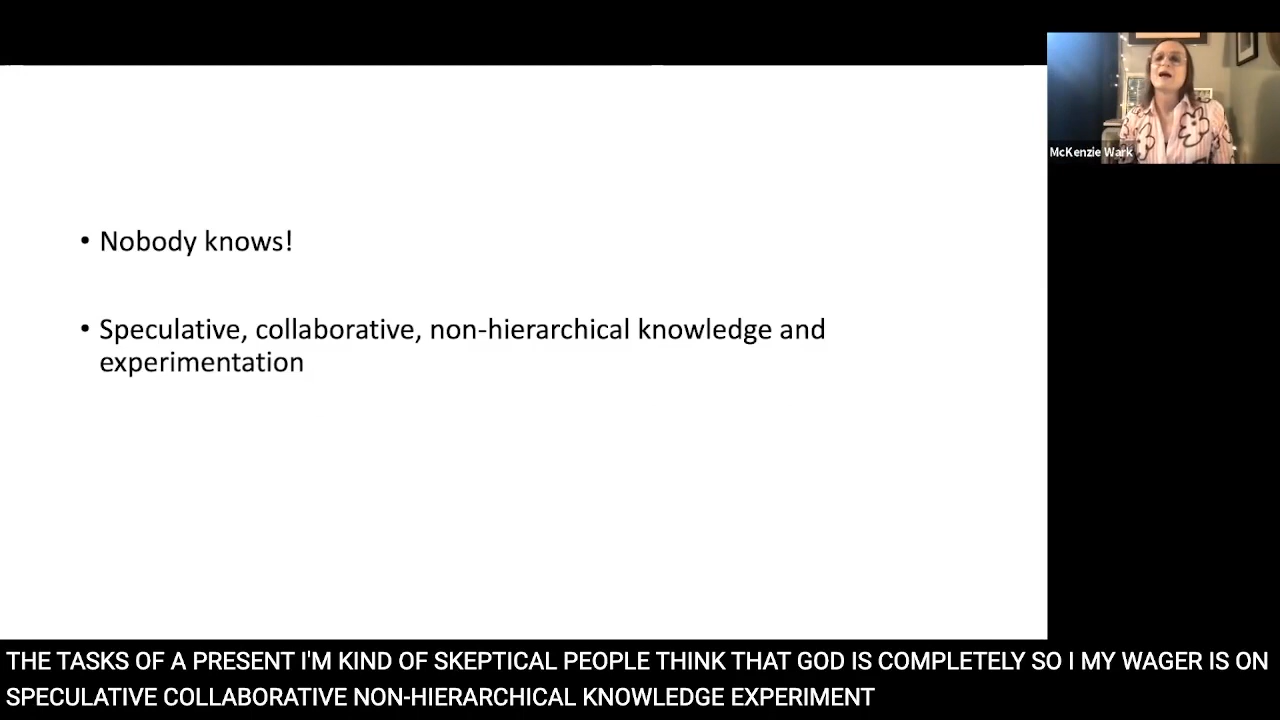 McKenzie Wark
• Nobody knows!
• Speculative, collaborative, non-hierarchical knowledge and
experimentation
THE TASKS OF A PRESENT I'M KIND OF SKEPTICAL PEOPLE THINK THAT GOD IS COMPLETELY SO I MY WAGER IS ON
SPECULATIVE COLLABORATIVE NON-HIERARCHICAL KNOWLEDGE EXPERIMENT